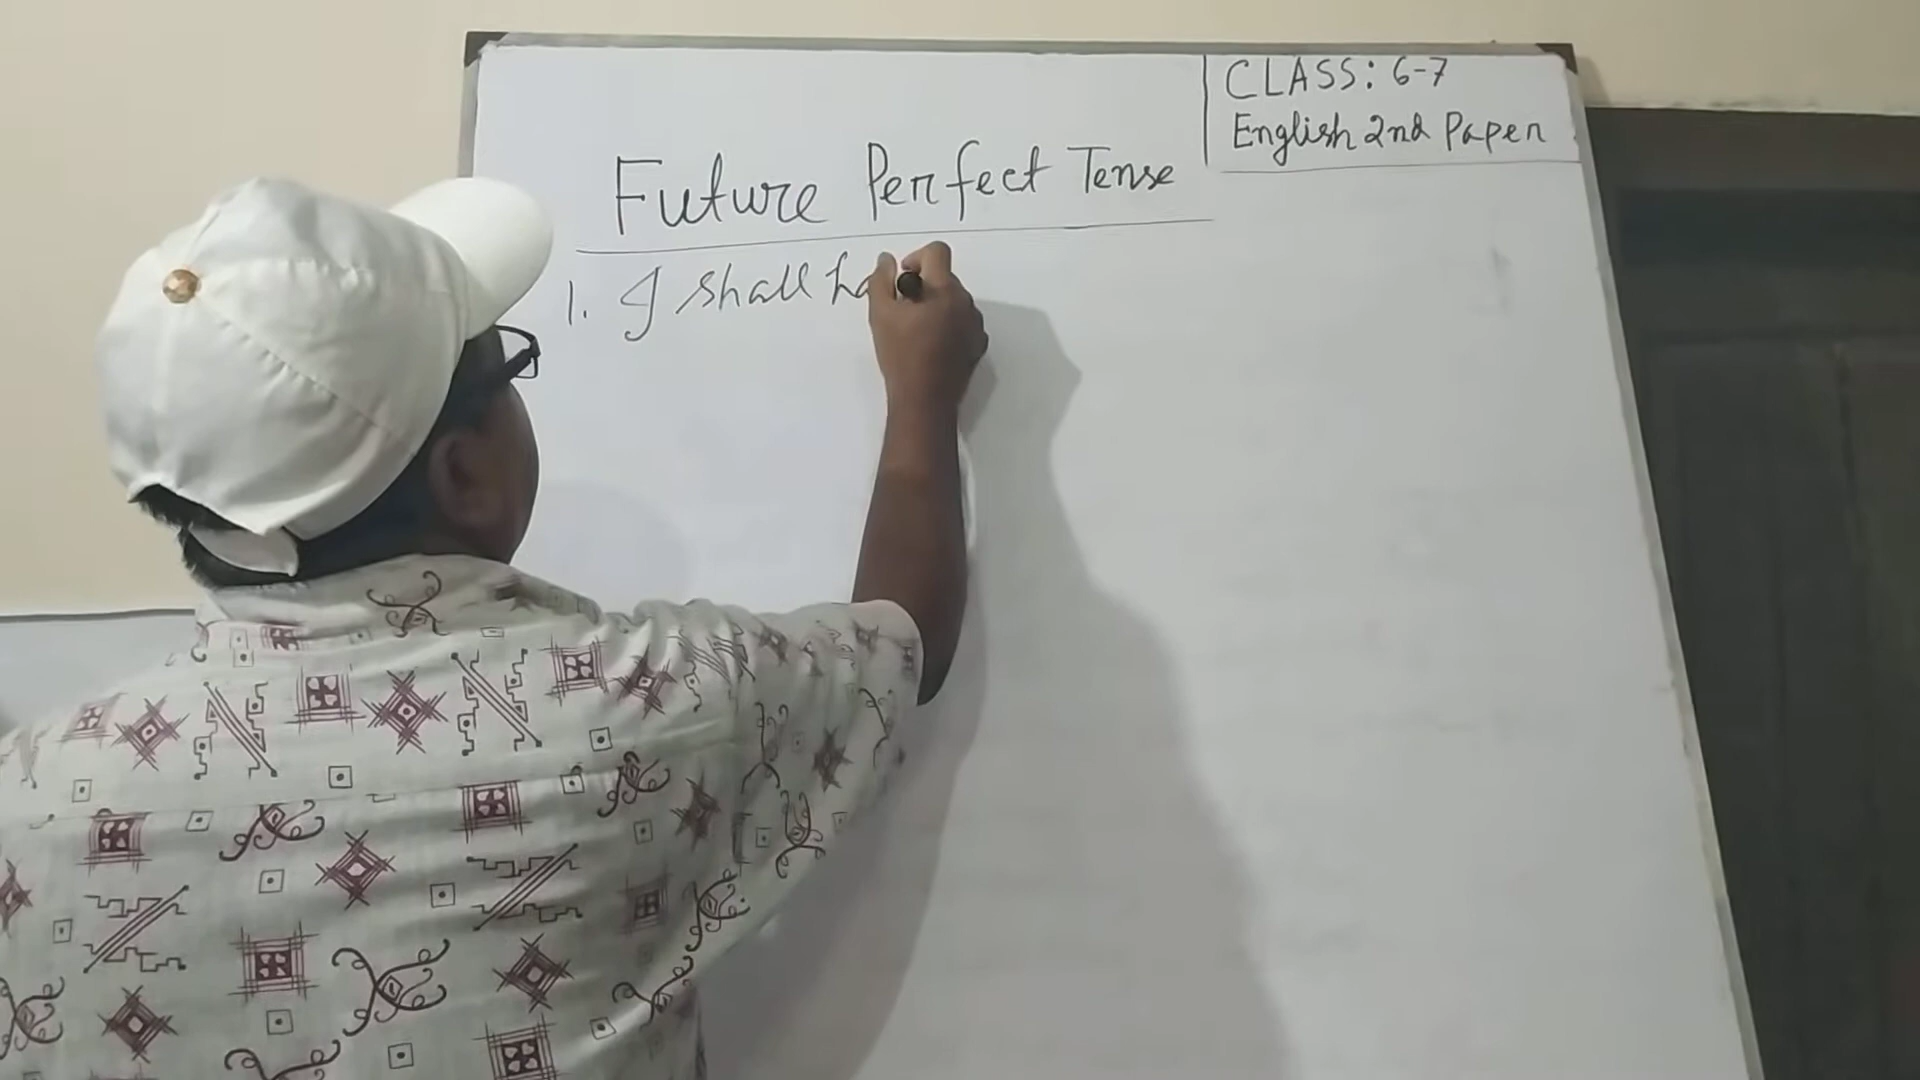 CLASS: 6-7
English 2nd Paper
Future Perfect Tense
1. I shall ha